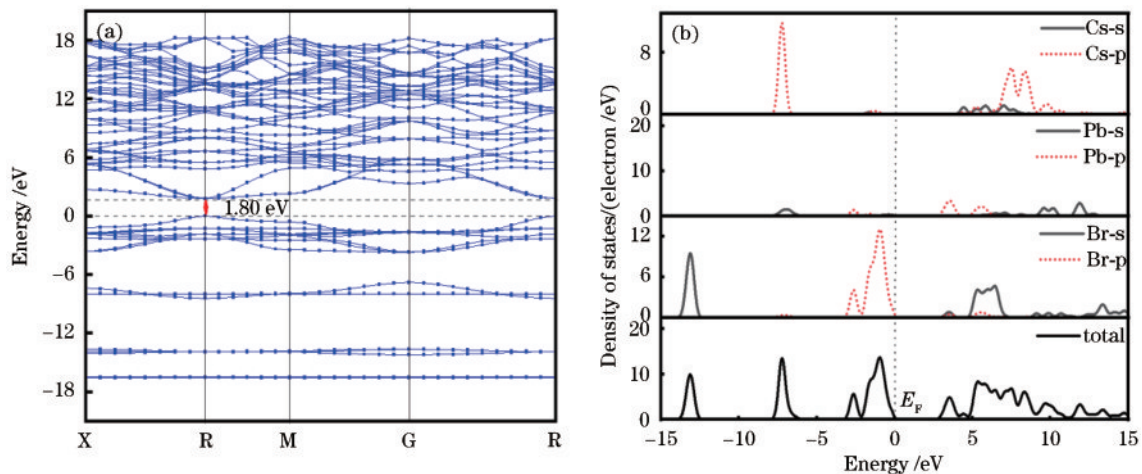 (a)
18
12
6
0
−6
−12
−18
Energy /eV
1.80 eV
X R M G R
(b)
Cs-s
Cs-p
8
0
Pb-s
Pb-p
20
10
0
Br-s
Br-p
12
6
0
total
20
10
0
E_F
Density of states/(electron /eV)
−15 −10 −5 0 5 10 15
Energy /eV